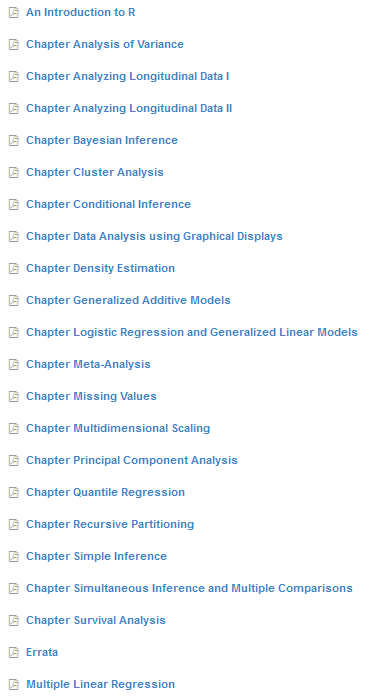 An Introduction to R
Chapter Analysis of Variance
Chapter Analyzing Longitudinal Data I
Chapter Analyzing Longitudinal Data II
Chapter Bayesian Inference
Chapter Cluster Analysis
Chapter Conditional Inference
Chapter Data Analysis using Graphical Displays
Chapter Density Estimation
Chapter Generalized Additive Models
Chapter Logistic Regression and Generalized Linear Models
Chapter Meta-Analysis
Chapter Missing Values
Chapter Multidimensional Scaling
Chapter Principal Component Analysis
Chapter Quantile Regression
Chapter Recursive Partitioning
Chapter Simple Inference
Chapter Simultaneous Inference and Multiple Comparisons
Chapter Survival Analysis
Errata
Multiple Linear Regression